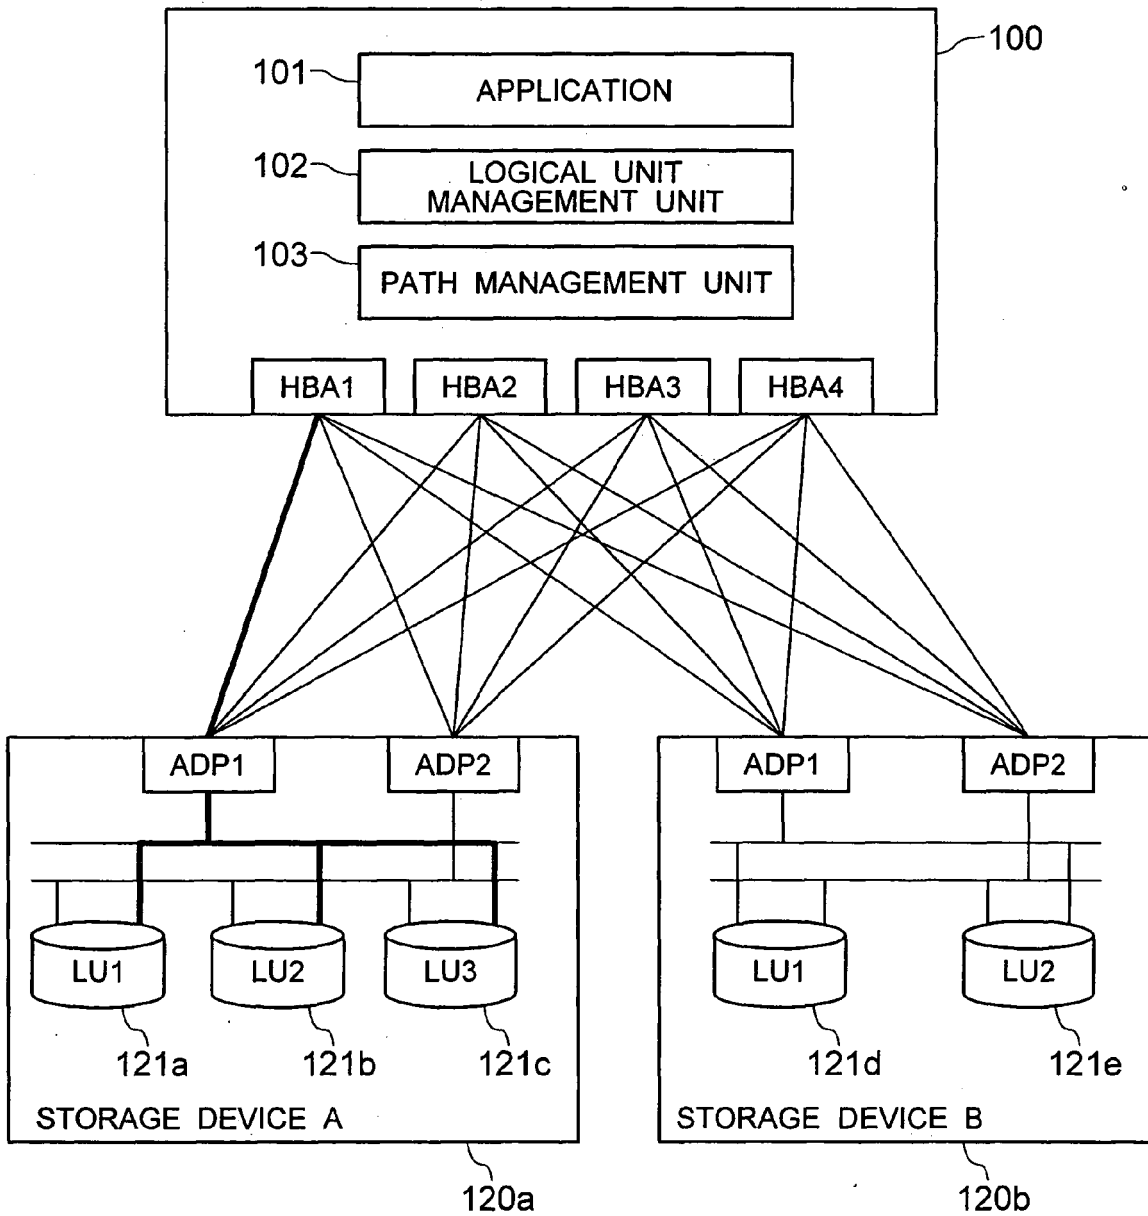 100
101
APPLICATION
102
LOGICAL UNIT
MANAGEMENT UNIT
103
PATH MANAGEMENT UNIT
HBA1 HBA2 HBA3 HBA4
ADP1 ADP2 ADP1 ADP2
LU1 LU2 LU3 LU1 LU2
121a 121b 121c 121d 121e
STORAGE DEVICE A STORAGE DEVICE B
120a 120b